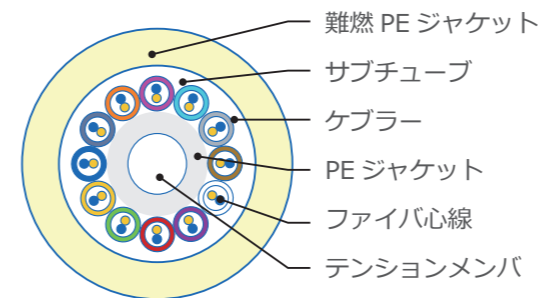 難燃 PE ジャケット
サブチューブ
ケブラー
PE ジャケット
ファイバ心線
テンションメンバ